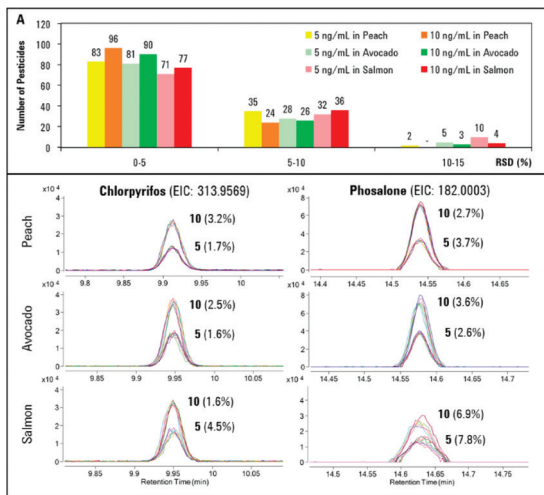 A
Number of Pesticides
120
100
80
60
40
20
0
5 ng/mL in Peach 10 ng/mL in Peach
5 ng/mL in Avocado 10 ng/mL in Avocado
5 ng/mL in Salmon 10 ng/mL in Salmon
83 96 81 90 71 77
35 24 28 26 32 36
2 - 5 3 10 4
0-5 5-10 10-15 RSD (%)
Chlorpyrifos (EIC: 313.9569) Phosalone (EIC: 182.0003)
Peach
x10 4
4
3
2
1
0
10 (3.2%)
5 (1.7%)
9.8 9.85 9.9 9.95 10
x10 4
8
6
4
2
0
10 (2.7%)
5 (3.7%)
14.4 14.45 14.5 14.55 14.6 14.65
Avocado
x10 4
4
3
2
1
0
10 (2.5%)
5 (1.6%)
9.85 9.9 9.95 10 10.05
x10 4
8
6
4
2
0
10 (3.6%)
5 (2.6%)
14.5 14.55 14.6 14.65 14.7
Salmon
x10 4
4
3
2
1
0
10 (1.6%)
5 (4.5%)
9.85 9.9 9.95 10 10.05
Retention Time (min)
x10 4
5
4
3
2
1
0
10 (6.9%)
5 (7.8%)
14.5 14.55 14.6 14.65 14.7 14.75
Retention Time (min)